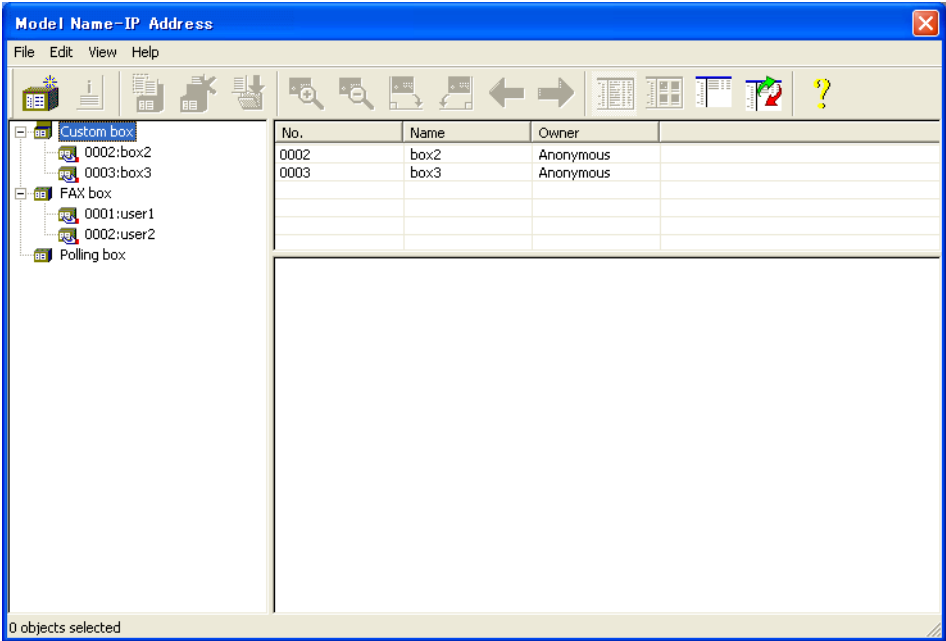 Model Name-IP Address
File Edit View Help
Custom box
0002:box2
0003:box3
FAX box
0001:user1
0002:user2
Polling box
No. Name Owner
0002 box2 Anonymous
0003 box3 Anonymous
0 objects selected